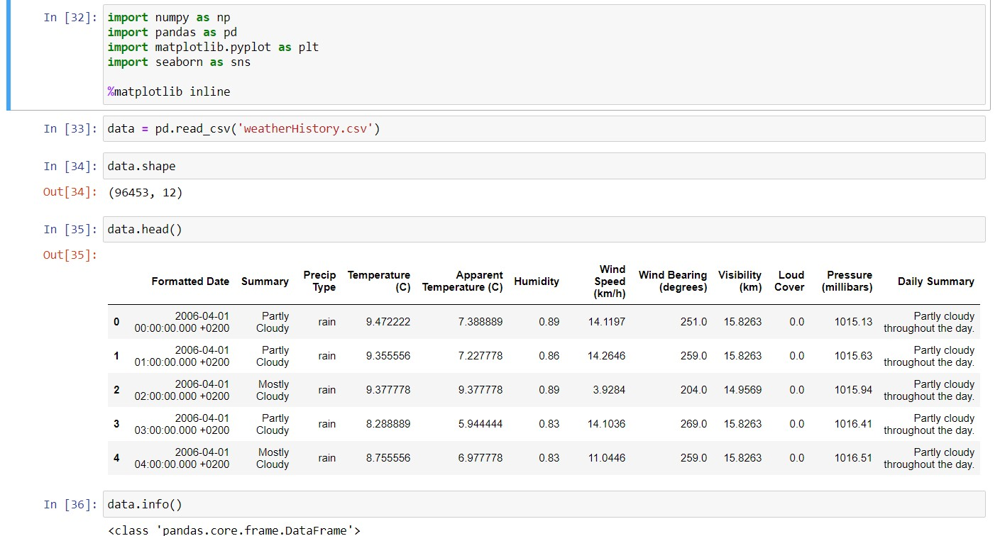 In [32]: import numpy as np
import pandas as pd
import matplotlib.pyplot as plt
import seaborn as sns
%matplotlib inline
In [33]: data = pd.read_csv('weatherHistory.csv')
In [34]: data.shape
Out[34]: (96453, 12)
In [35]: data.head()
Out[35]:
Formatted Date Summary Precip Type Temperature (C) Apparent Temperature (C) Humidity Wind Speed (km/h) Wind Bearing (degrees) Visibility (km) Loud Cover Pressure (millibars) Daily Summary
0 2006-04-01 00:00:00.000 +0200 Partly Cloudy rain 9.472222 7.388889 0.89 14.1197 251.0 15.8263 0.0 1015.13 Partly cloudy throughout the day.
1 2006-04-01 01:00:00.000 +0200 Partly Cloudy rain 9.355556 7.227778 0.86 14.2646 259.0 15.8263 0.0 1015.63 Partly cloudy throughout the day.
2 2006-04-01 02:00:00.000 +0200 Mostly Cloudy rain 9.377778 9.377778 0.89 3.9284 204.0 14.9569 0.0 1015.94 Partly cloudy throughout the day.
3 2006-04-01 03:00:00.000 +0200 Partly Cloudy rain 8.288889 5.944444 0.83 14.1036 269.0 15.8263 0.0 1016.41 Partly cloudy throughout the day.
4 2006-04-01 04:00:00.000 +0200 Mostly Cloudy rain 8.755556 6.977778 0.83 11.0446 259.0 15.8263 0.0 1016.51 Partly cloudy throughout the day.
In [36]: data.info()
<class 'pandas.core.frame.DataFrame'>